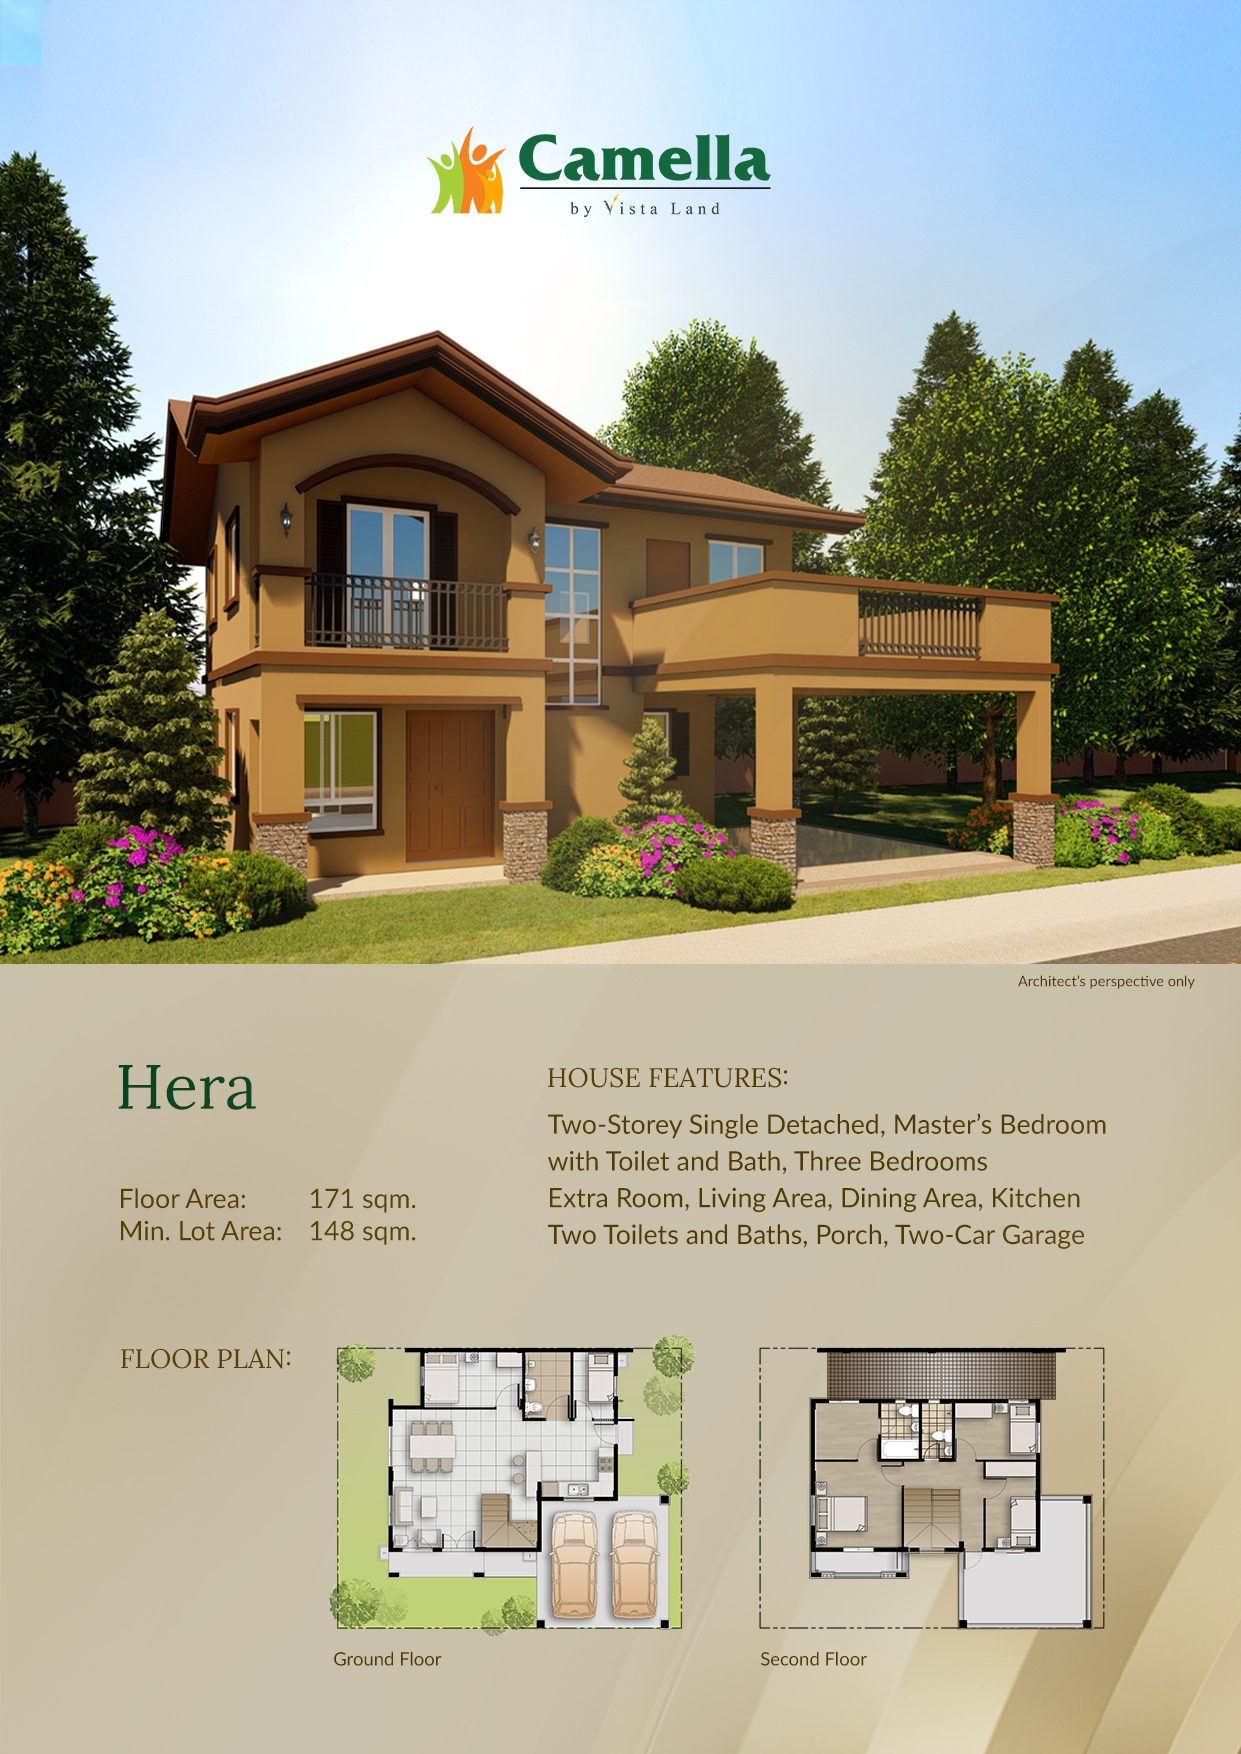 Camella
by Vista Land
Architect's perspective only
Hera
Floor Area: 171 sqm.
Min. Lot Area: 148 sqm.
HOUSE FEATURES:
Two-Storey Single Detached, Master's Bedroom
with Toilet and Bath, Three Bedrooms
Extra Room, Living Area, Dining Area, Kitchen
Two Toilets and Baths, Porch, Two-Car Garage
FLOOR PLAN:
Ground Floor
Second Floor